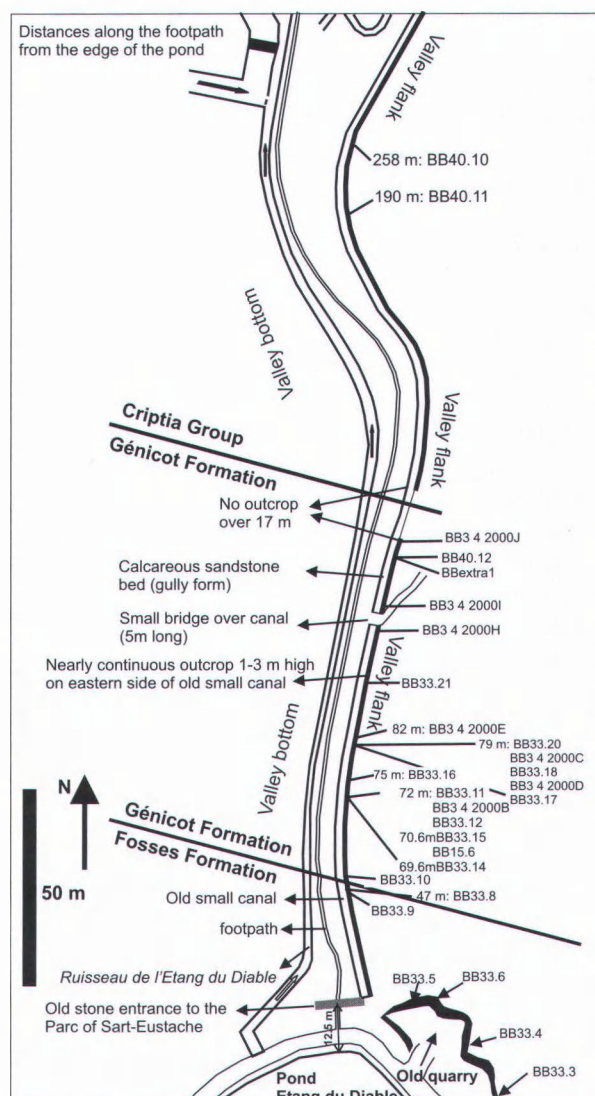 Distances along the footpath
from the edge of the pond
Valley flank
258 m: BB40.10
190 m: BB40.11
Valley bottom
Valley flank
Criptia Group
Génicot Formation
No outcrop
over 17 m
BB3 4 2000J
BB40.12
BBextra1
Calcareous sandstone
bed (gully form)
BB3 4 2000I
Small bridge over canal
(5m long)
BB3 4 2000H
Nearly continuous outcrop 1-3 m high
on eastern side of old small canal
BB33.21
Valley flank
82 m: BB3 4 2000E
79 m: BB33.20
BB3 4 2000C
BB33.18
BB3 4 2000D
BB33.17
75 m: BB33.16
72 m: BB33.11
BB3 4 2000B
BB33.12
70.6mBB33.15
BB15.6
69.6mBB33.14
Valley bottom
N
50 m
Génicot Formation
Fosses Formation
BB33.10
47 m: BB33.8
BB33.9
Old small canal
footpath
Ruisseau de l'Etang du Diable
Old stone entrance to the
Parc of Sart-Eustache
12.5 m
BB33.5
BB33.6
BB33.4
BB33.3
Old quarry
Pond
Etang du Diable